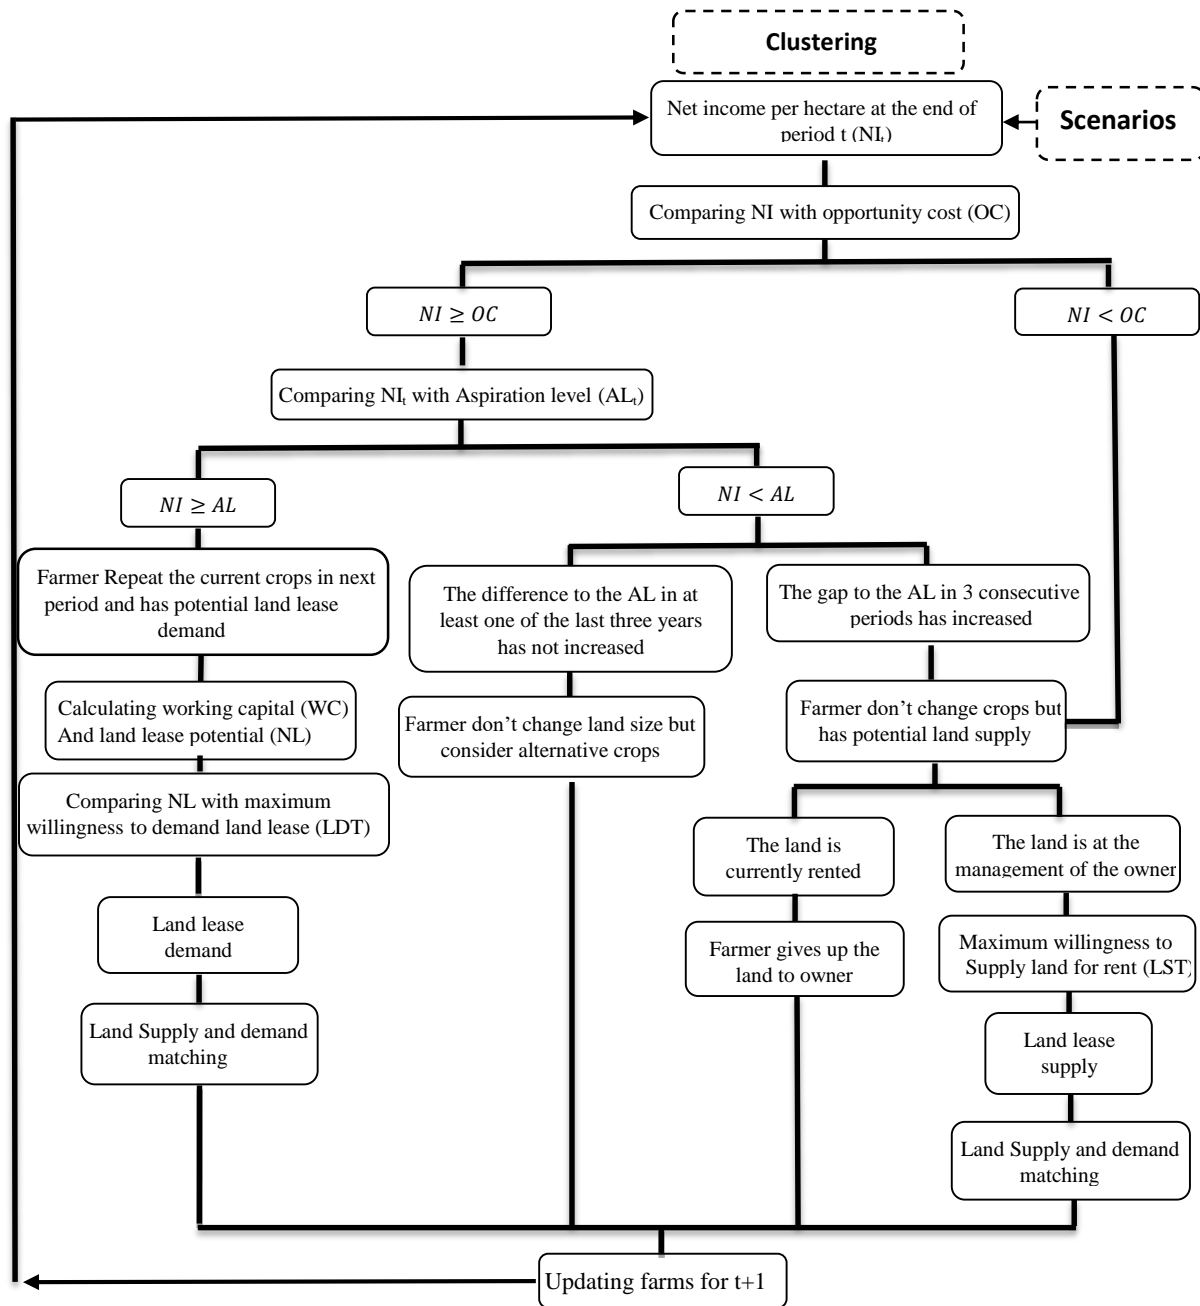 Clustering
Net income per hectare at the end of
period t (NIₜ)
Scenarios
Comparing NI with opportunity cost (OC)
NI ≥ OC
NI < OC
Comparing NIₜ with Aspiration level (ALₜ)
NI ≥ AL
NI < AL
Farmer Repeat the current crops in next
period and has potential land lease
demand
The difference to the AL in at
least one of the last three years
has not increased
The gap to the AL in 3 consecutive
periods has increased
Calculating working capital (WC)
And land lease potential (NL)
Farmer don’t change land size but
consider alternative crops
Farmer don’t change crops but
has potential land supply
Comparing NL with maximum
willingness to demand land lease (LDT)
The land is
currently rented
The land is at the
management of the owner
Land lease
demand
Farmer gives up the
land to owner
Maximum willingness to
Supply land for rent (LST)
Land Supply and demand
matching
Land lease
supply
Land Supply and demand
matching
Updating farms for t+1